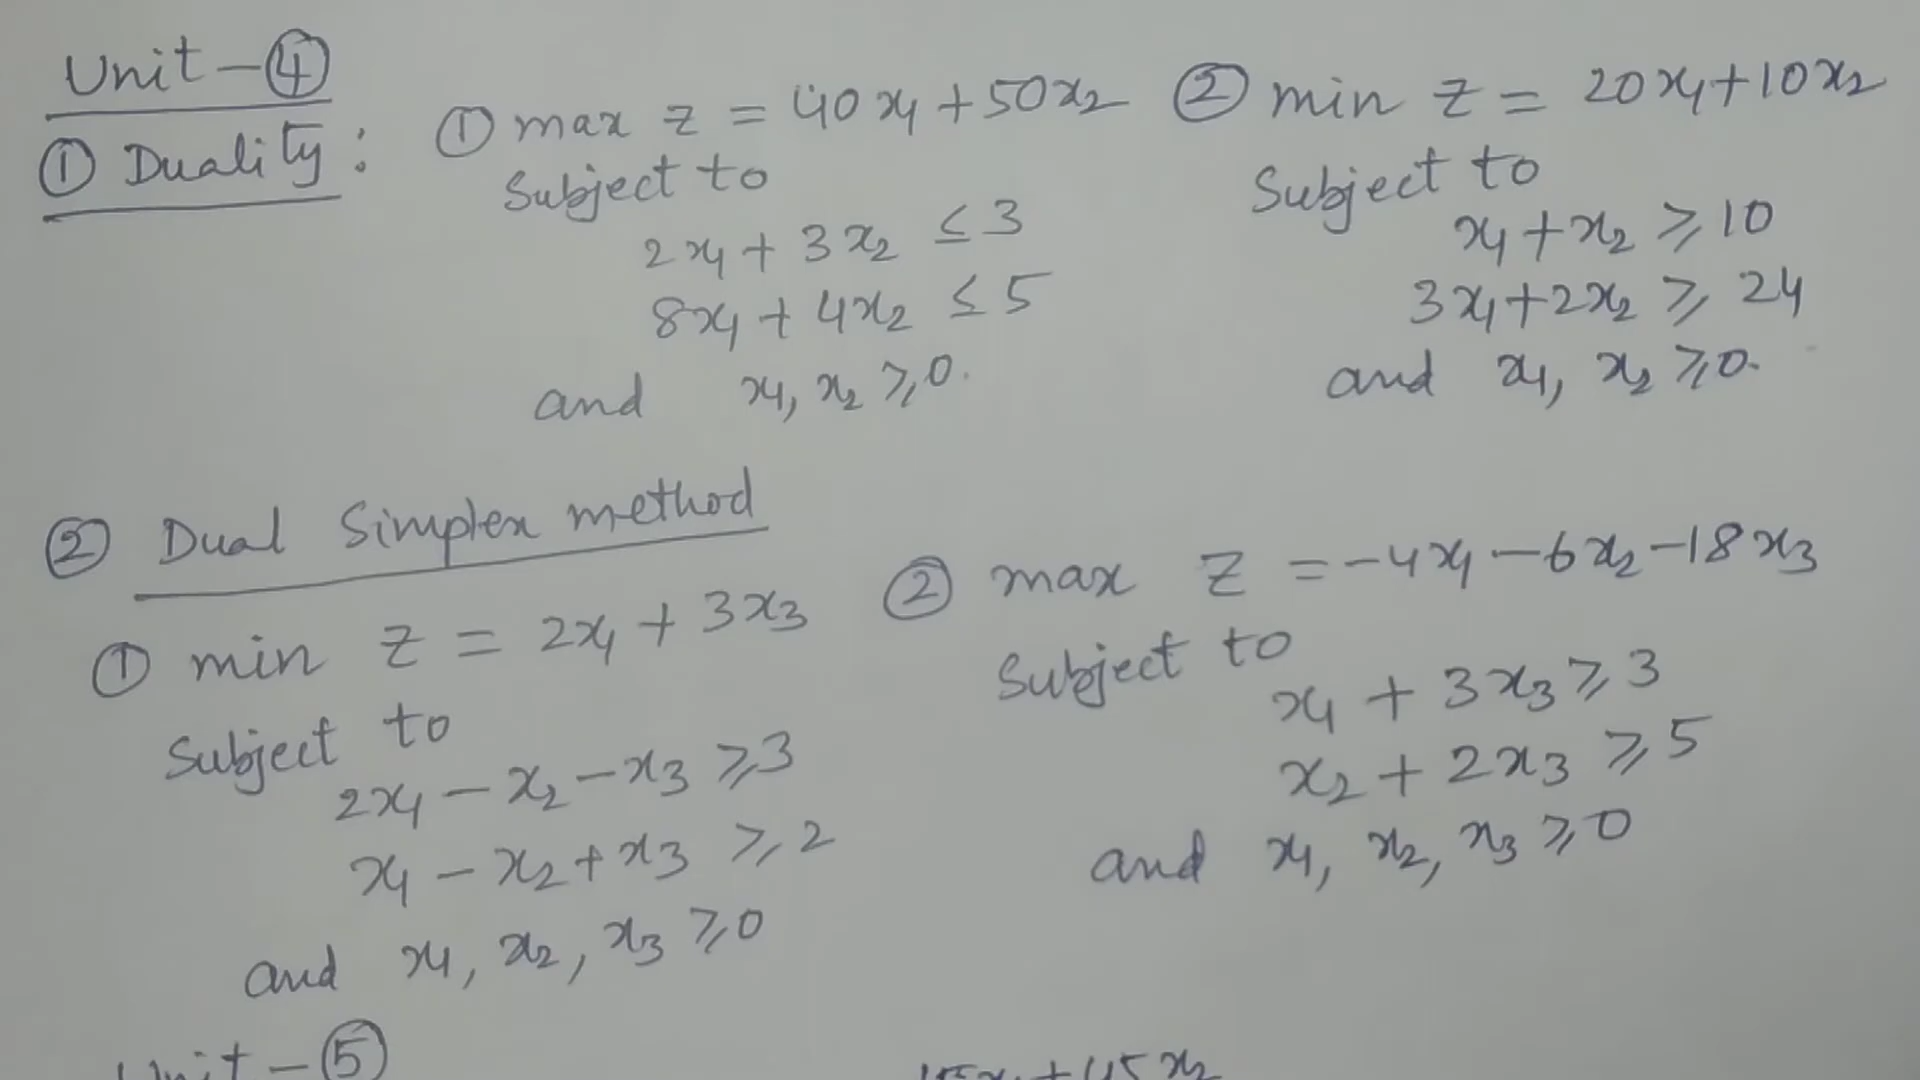 Unit - ④
① Duality :
① max z = 40x₁ + 50x₂
Subject to
2x₁ + 3x₂ ≤ 3
8x₁ + 4x₂ ≤ 5
and x₁, x₂ ≥ 0.
② min z = 20x₁ + 10x₂
Subject to
x₁ + x₂ ≥ 10
3x₁ + 2x₂ ≥ 24
and x₁, x₂ ≥ 0.
② Dual Simplex method
① min z = 2x₁ + 3x₃
Subject to
2x₁ - x₂ - x₃ ≥ 3
x₁ - x₂ + x₃ ≥ 2
and x₁, x₂, x₃ ≥ 0
② max z = -4x₁ - 6x₂ - 18x₃
Subject to
x₁ + 3x₃ ≥ 3
x₂ + 2x₃ ≥ 5
and x₁, x₂, x₃ ≥ 0
Unit - ⑤
+ 45x₂